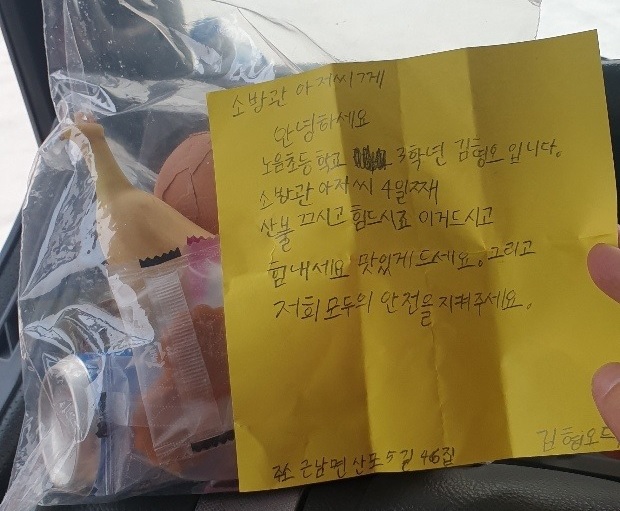 소방관 아저씨께
안녕하세요
노음초등학교 3학년 김형오 입니다.
소방관 아저씨 4일째
산불 끄시고 힘드시죠 이거드시고
힘내세요 맛있게 드세요. 그리고
저희 모두의 안전을 지켜주세요.
주소 근남면 산포5길 46집
김형오드